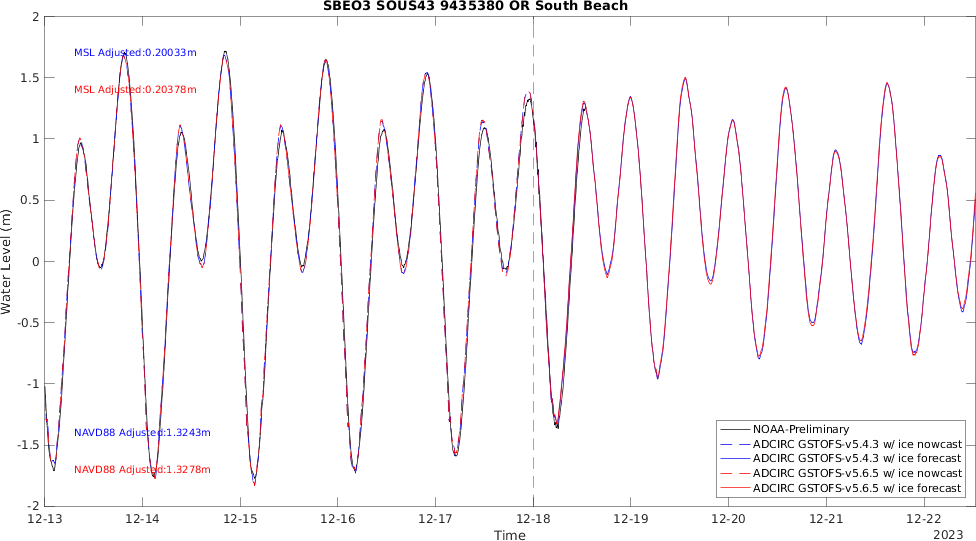 SBEO3 SOUS43 9435380 OR South Beach
2
1.5
1
0.5
0
-0.5
-1
-1.5
-2
Water Level (m)
MSL Adjusted:0.20033m
MSL Adjusted:0.20378m
NAVD88 Adjusted:1.3243m
NAVD88 Adjusted:1.3278m
NOAA-Preliminary
ADCIRC GSTOFS-v5.4.3 w/ ice nowcast
ADCIRC GSTOFS-v5.4.3 w/ ice forecast
ADCIRC GSTOFS-v5.6.5 w/ ice nowcast
ADCIRC GSTOFS-v5.6.5 w/ ice forecast
12-13 12-14 12-15 12-16 12-17 12-18 12-19 12-20 12-21 12-22
Time
2023